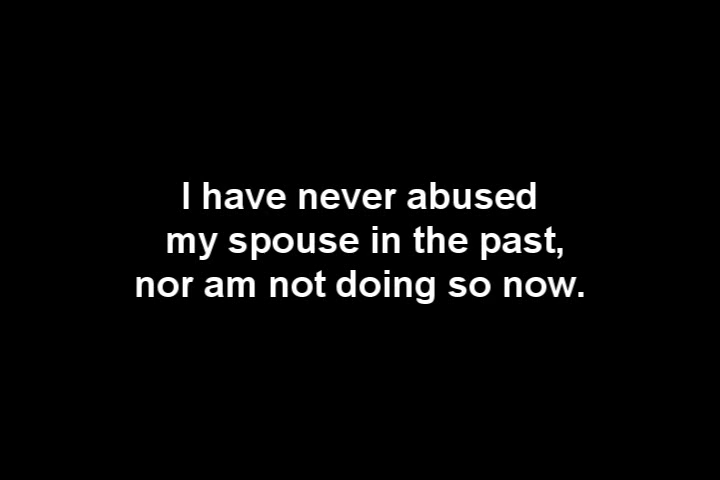 I have never abused
my spouse in the past,
nor am not doing so now.